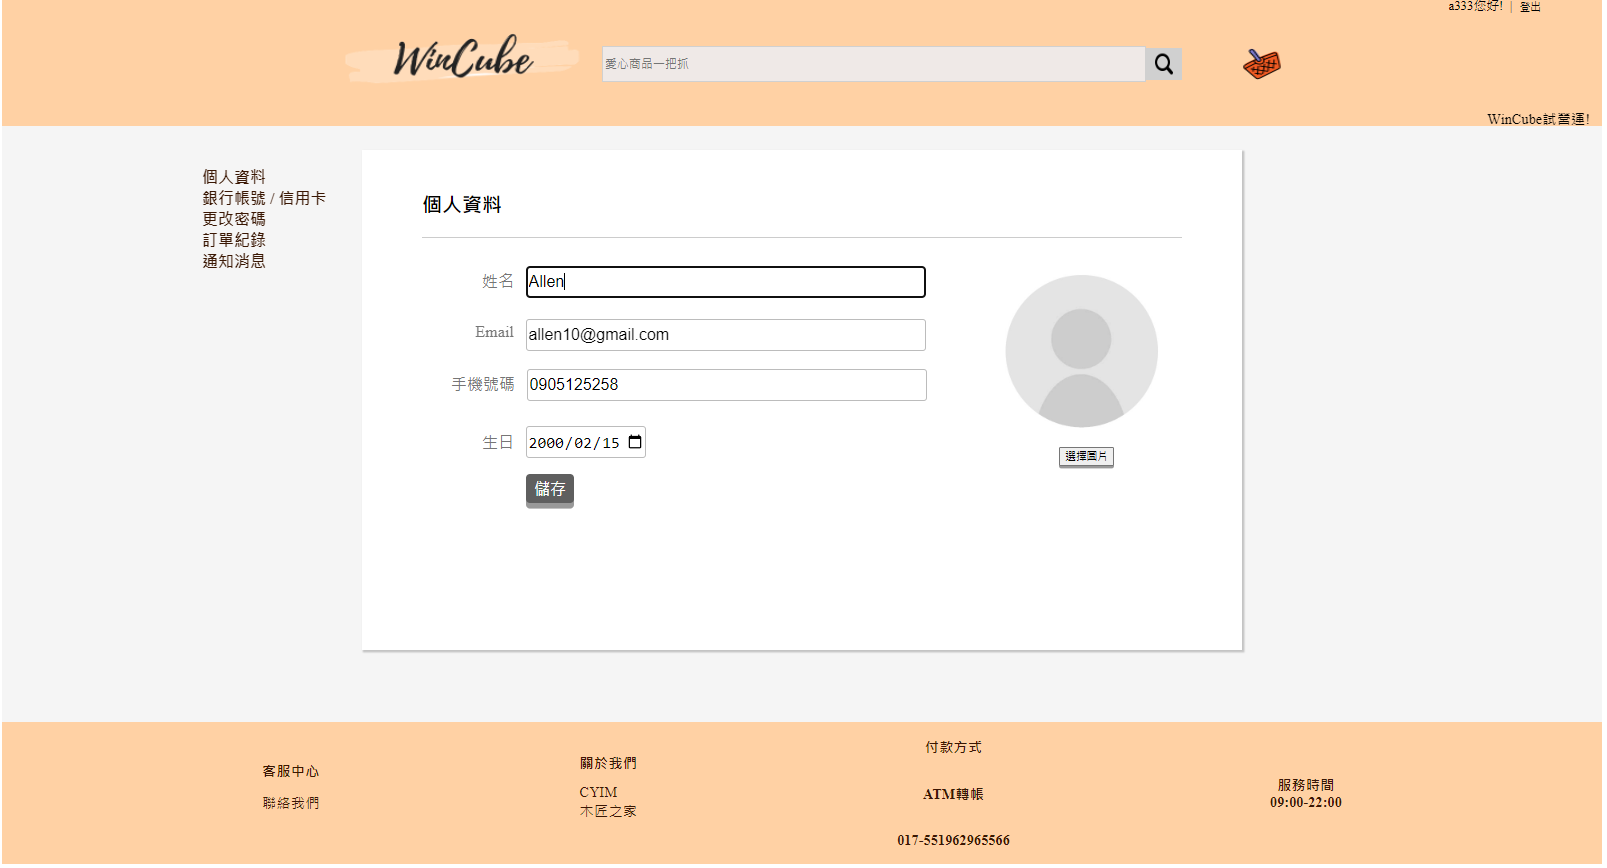 a333您好! | 登出
WinCube
愛心商品一把抓
WinCube試營運!
個人資料
銀行帳號 / 信用卡
更改密碼
訂單紀錄
通知消息
個人資料
姓名 Allen
Email allen10@gmail.com
手機號碼 0905125258
生日 2000/02/15
儲存
選擇圖片
客服中心
聯絡我們
關於我們
CYIM
木匠之家
付款方式
ATM轉帳
017-551962965566
服務時間
09:00-22:00